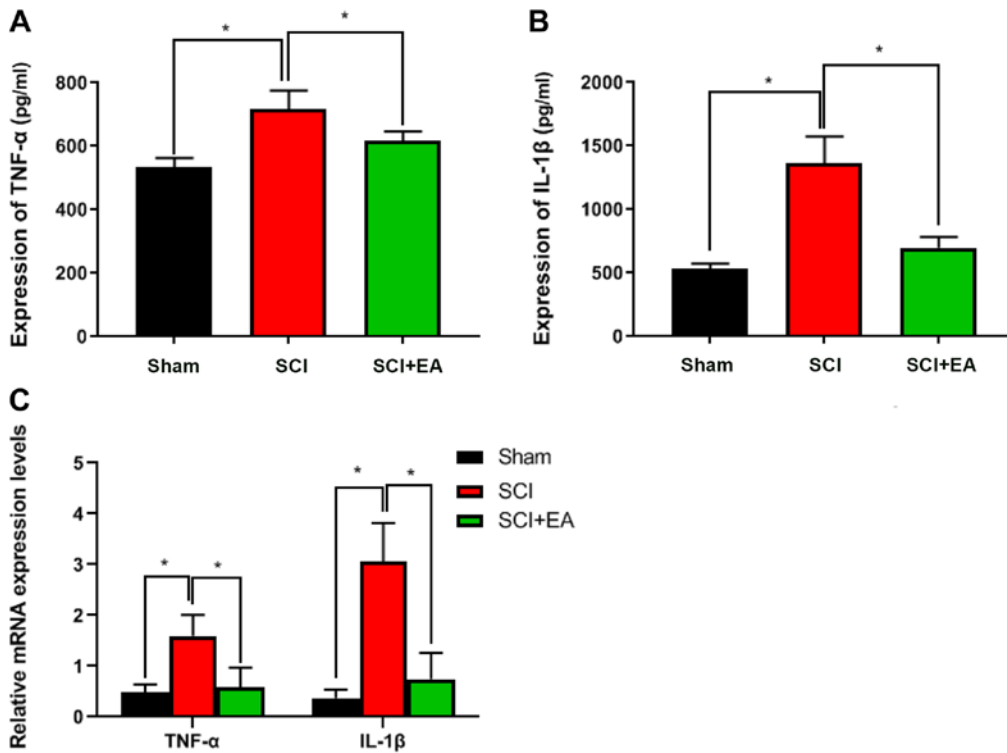 A
Expression of TNF-α (pg/ml)
800
600
400
200
0
*
*
Sham
SCI
SCI+EA
B
Expression of IL-1β (pg/ml)
2000
1500
1000
500
0
*
*
Sham
SCI
SCI+EA
C
Relative mRNA expression levels
5
4
3
2
1
0
*
*
*
*
TNF-α
IL-1β
Sham
SCI
SCI+EA